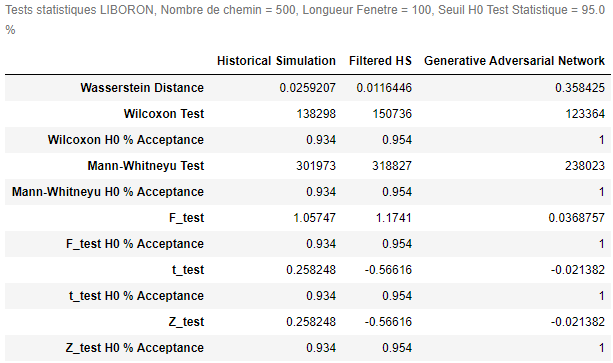 Tests statistiques LIBORON, Nombre de chemin = 500, Longueur Fenetre = 100, Seuil H0 Test Statistique = 95.0
%
Historical Simulation Filtered HS Generative Adversarial Network
Wasserstein Distance 0.0259207 0.0116446 0.358425
Wilcoxon Test 138298 150736 123364
Wilcoxon H0 % Acceptance 0.934 0.954 1
Mann-Whitneyu Test 301973 318827 238023
Mann-Whitneyu H0 % Acceptance 0.934 0.954 1
F_test 1.05747 1.1741 0.0368757
F_test H0 % Acceptance 0.934 0.954 1
t_test 0.258248 -0.56616 -0.021382
t_test H0 % Acceptance 0.934 0.954 1
Z_test 0.258248 -0.56616 -0.021382
Z_test H0 % Acceptance 0.934 0.954 1